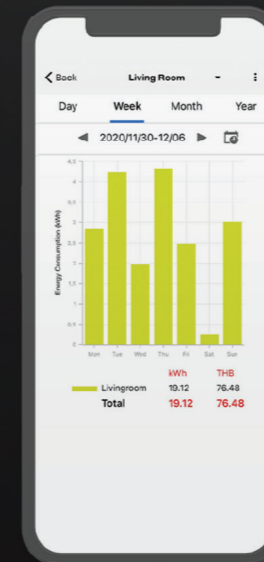 Back Living Room
Day Week Month Year
2020/11/30-12/06
Energy Consumption (kWh)
4,5
4
3,5
3
2,5
2
1,5
1
0,5
0
Mon Tue Wed Thu Fri Sat Sun
kWh THB
Livingroom 19.12 76.48
Total 19.12 76.48